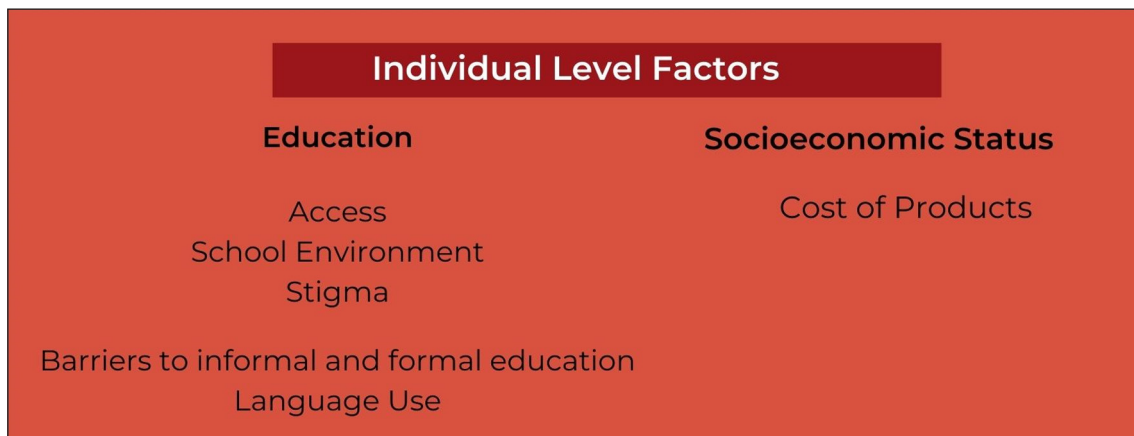 Individual Level Factors
Education
Access
School Environment
Stigma
Barriers to informal and formal education
Language Use
Socioeconomic Status
Cost of Products